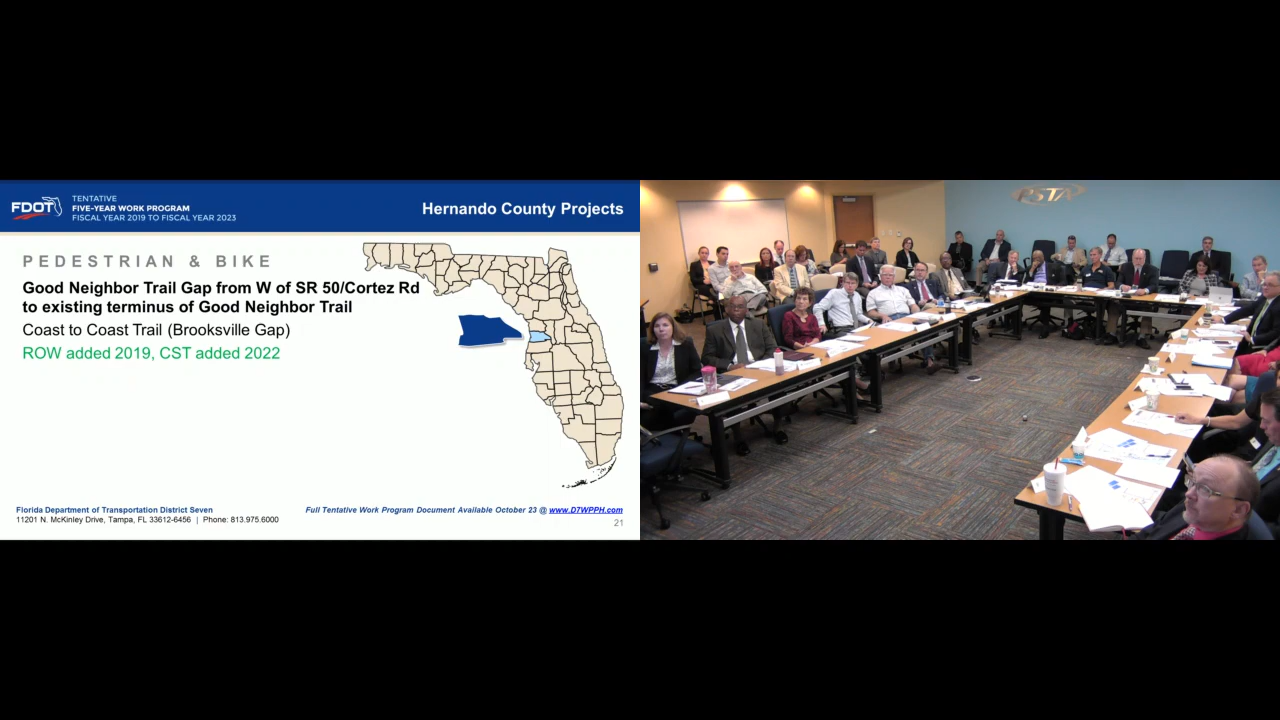 FDOT
TENTATIVE
FIVE-YEAR WORK PROGRAM
FISCAL YEAR 2019 TO FISCAL YEAR 2023
Hernando County Projects
PEDESTRIAN & BIKE
Good Neighbor Trail Gap from W of SR 50/Cortez Rd
to existing terminus of Good Neighbor Trail
Coast to Coast Trail (Brooksville Gap)
ROW added 2019, CST added 2022
Florida Department of Transportation District Seven
11201 N. McKinley Drive, Tampa, FL 33612-6456 | Phone: 813.975.6000
Full Tentative Work Program Document Available October 23 @ www.D7WPPH.com
21
PSTA